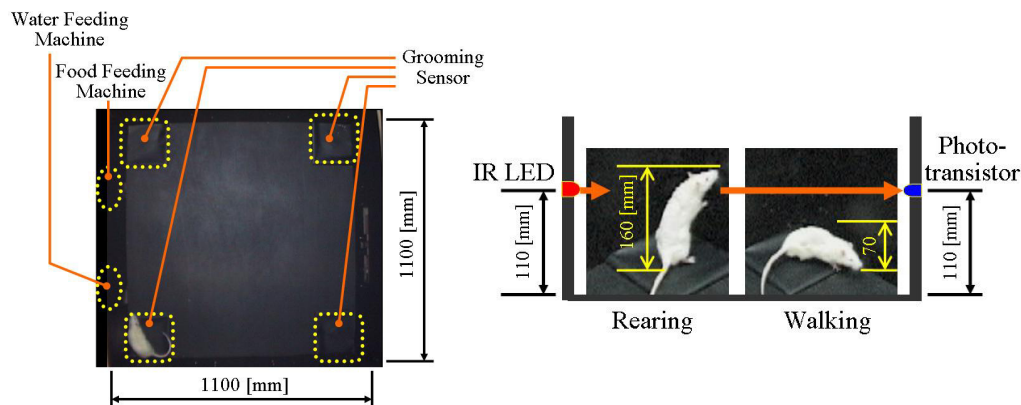 Water Feeding
Machine
Food Feeding
Machine
Grooming
Sensor
1100 [mm]
1100 [mm]
IR LED
110 [mm]
160 [mm]
70
Photo-
transistor
110 [mm]
Rearing
Walking